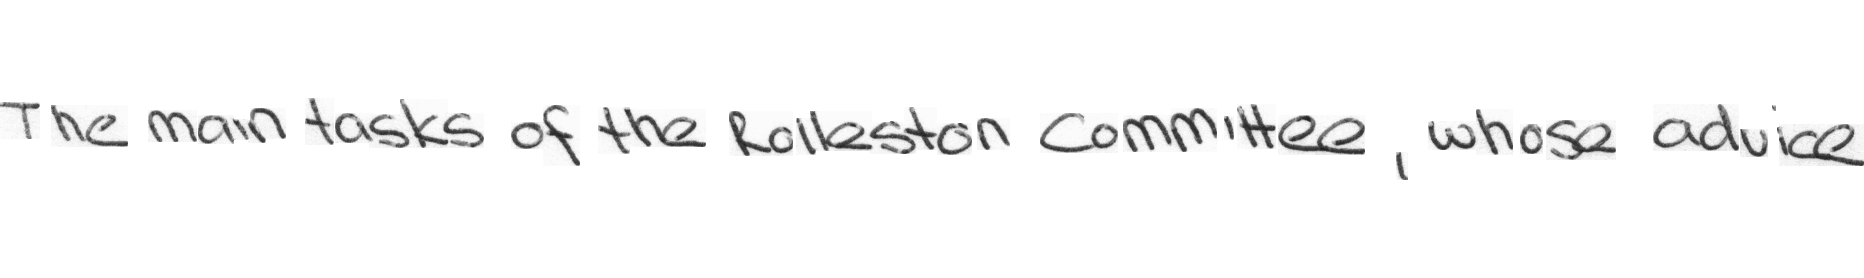 The main tasks of the Rolleston Committee, whose advice